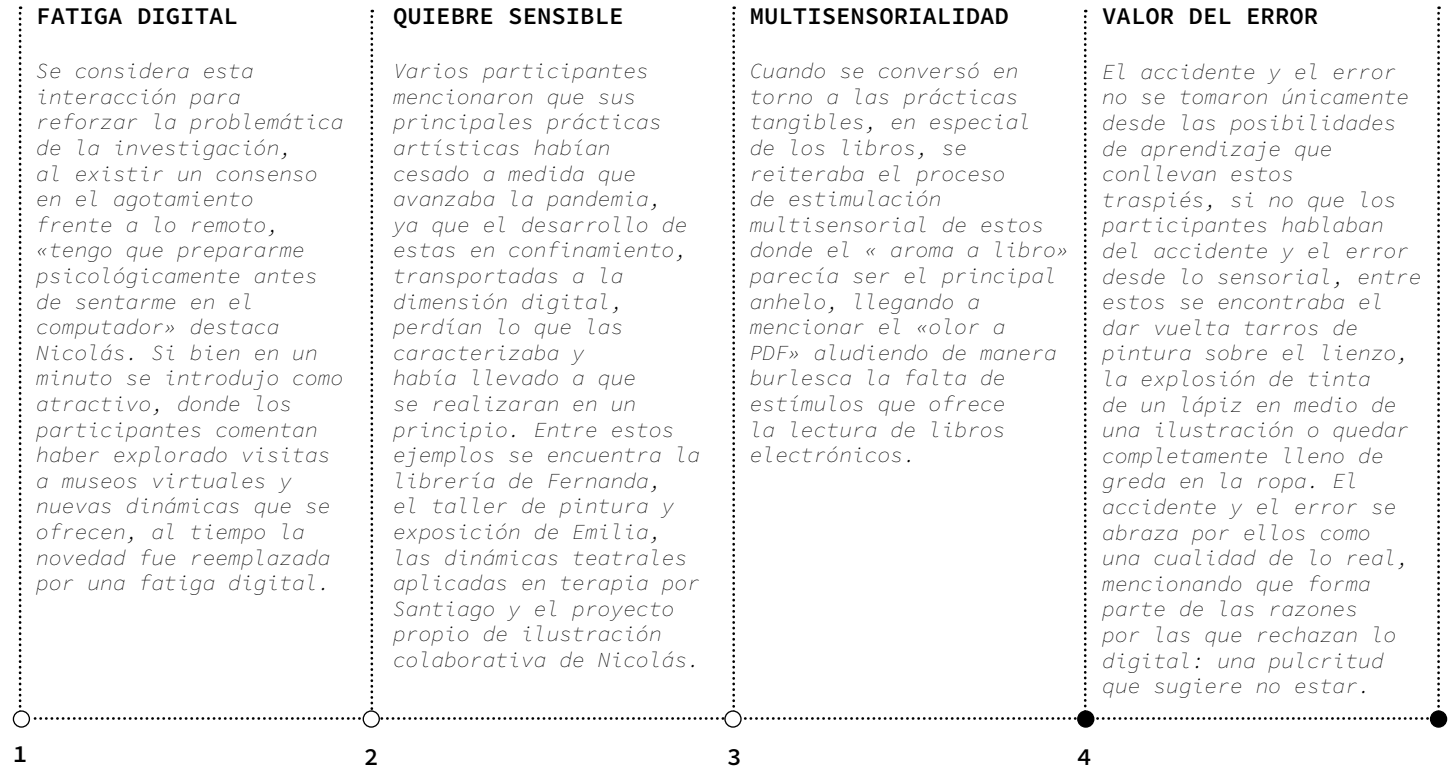 FATIGA DIGITAL
Se considera esta
interacción para
reforzar la problemática
de la investigación,
al existir un consenso
en el agotamiento
frente a lo remoto,
«tengo que prepararme
psicológicamente antes
de sentarme en el
computador» destaca
Nicolás. Si bien en un
minuto se introdujo como
atractivo, donde los
participantes comentan
haber explorado visitas
a museos virtuales y
nuevas dinámicas que se
ofrecen, al tiempo la
novedad fue reemplazada
por una fatiga digital.
1
QUIEBRE SENSIBLE
Varios participantes
mencionaron que sus
principales prácticas
artísticas habían
cesado a medida que
avanzaba la pandemia,
ya que el desarrollo de
estas en confinamiento,
transportadas a la
dimensión digital,
perdían lo que las
caracterizaba y
había llevado a que
se realizaran en un
principio. Entre estos
ejemplos se encuentra la
librería de Fernanda,
el taller de pintura y
exposición de Emilia,
las dinámicas teatrales
aplicadas en terapia por
Santiago y el proyecto
propio de ilustración
colaborativa de Nicolás.
2
MULTISENSORIALIDAD
Cuando se conversó en
torno a las prácticas
tangibles, en especial
de los libros, se
reiteraba el proceso
de estimulación
multisensorial de estos
donde el « aroma a libro»
parecía ser el principal
anhelo, llegando a
mencionar el «olor a
PDF» aludiendo de manera
burlesca la falta de
estímulos que ofrece
la lectura de libros
electrónicos.
3
VALOR DEL ERROR
El accidente y el error
no se tomaron únicamente
desde las posibilidades
de aprendizaje que
conllevan estos
traspiés, si no que los
participantes hablaban
del accidente y el error
desde lo sensorial, entre
estos se encontraba el
dar vuelta tarros de
pintura sobre el lienzo,
la explosión de tinta
de un lápiz en medio de
una ilustración o quedar
completamente lleno de
greda en la ropa. El
accidente y el error se
abraza por ellos como
una cualidad de lo real,
mencionando que forma
parte de las razones
por las que rechazan lo
digital: una pulcritud
que sugiere no estar.
4